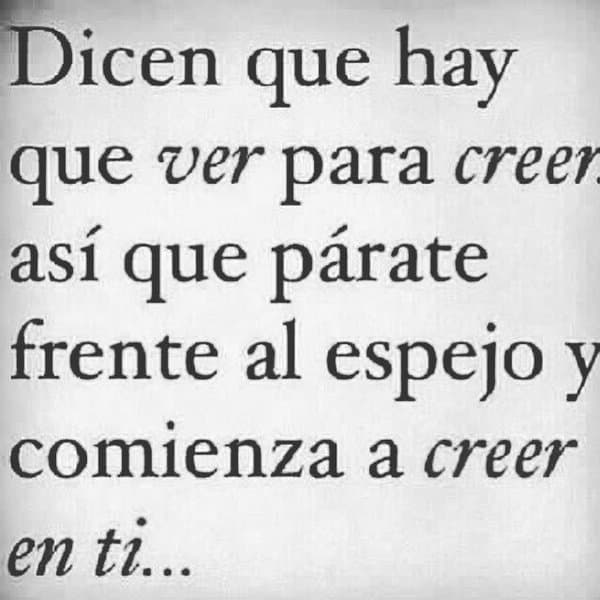 Dicen que hay
que ver para creer,
así que párate
frente al espejo y
comienza a creer
en ti...